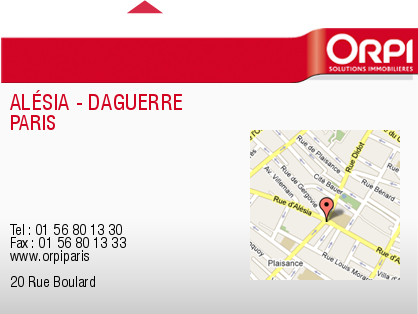 ORPI
SOLUTIONS IMMOBILIÈRES
ALÉSIA - DAGUERRE
PARIS
Rue Didot
Rue de Plaisance
Cité Bauer
Av. Villemain
Rue de Gergovie
Rue Bénard
Rue d'Alésia
Plaisance
Rue Louis Morard
Tel : 01 56 80 13 30
Fax : 01 56 80 13 33
www.orpiparis
20 Rue Boulard